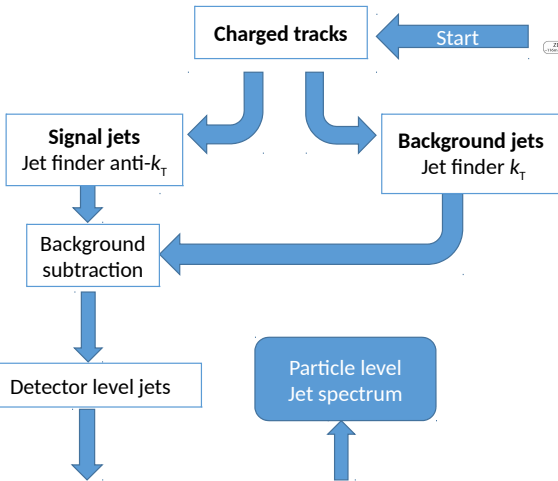 Charged tracks
Start
Signal jets
Jet finder anti-kT
Background jets
Jet finder kT
Background
subtraction
Detector level jets
Particle level
Jet spectrum